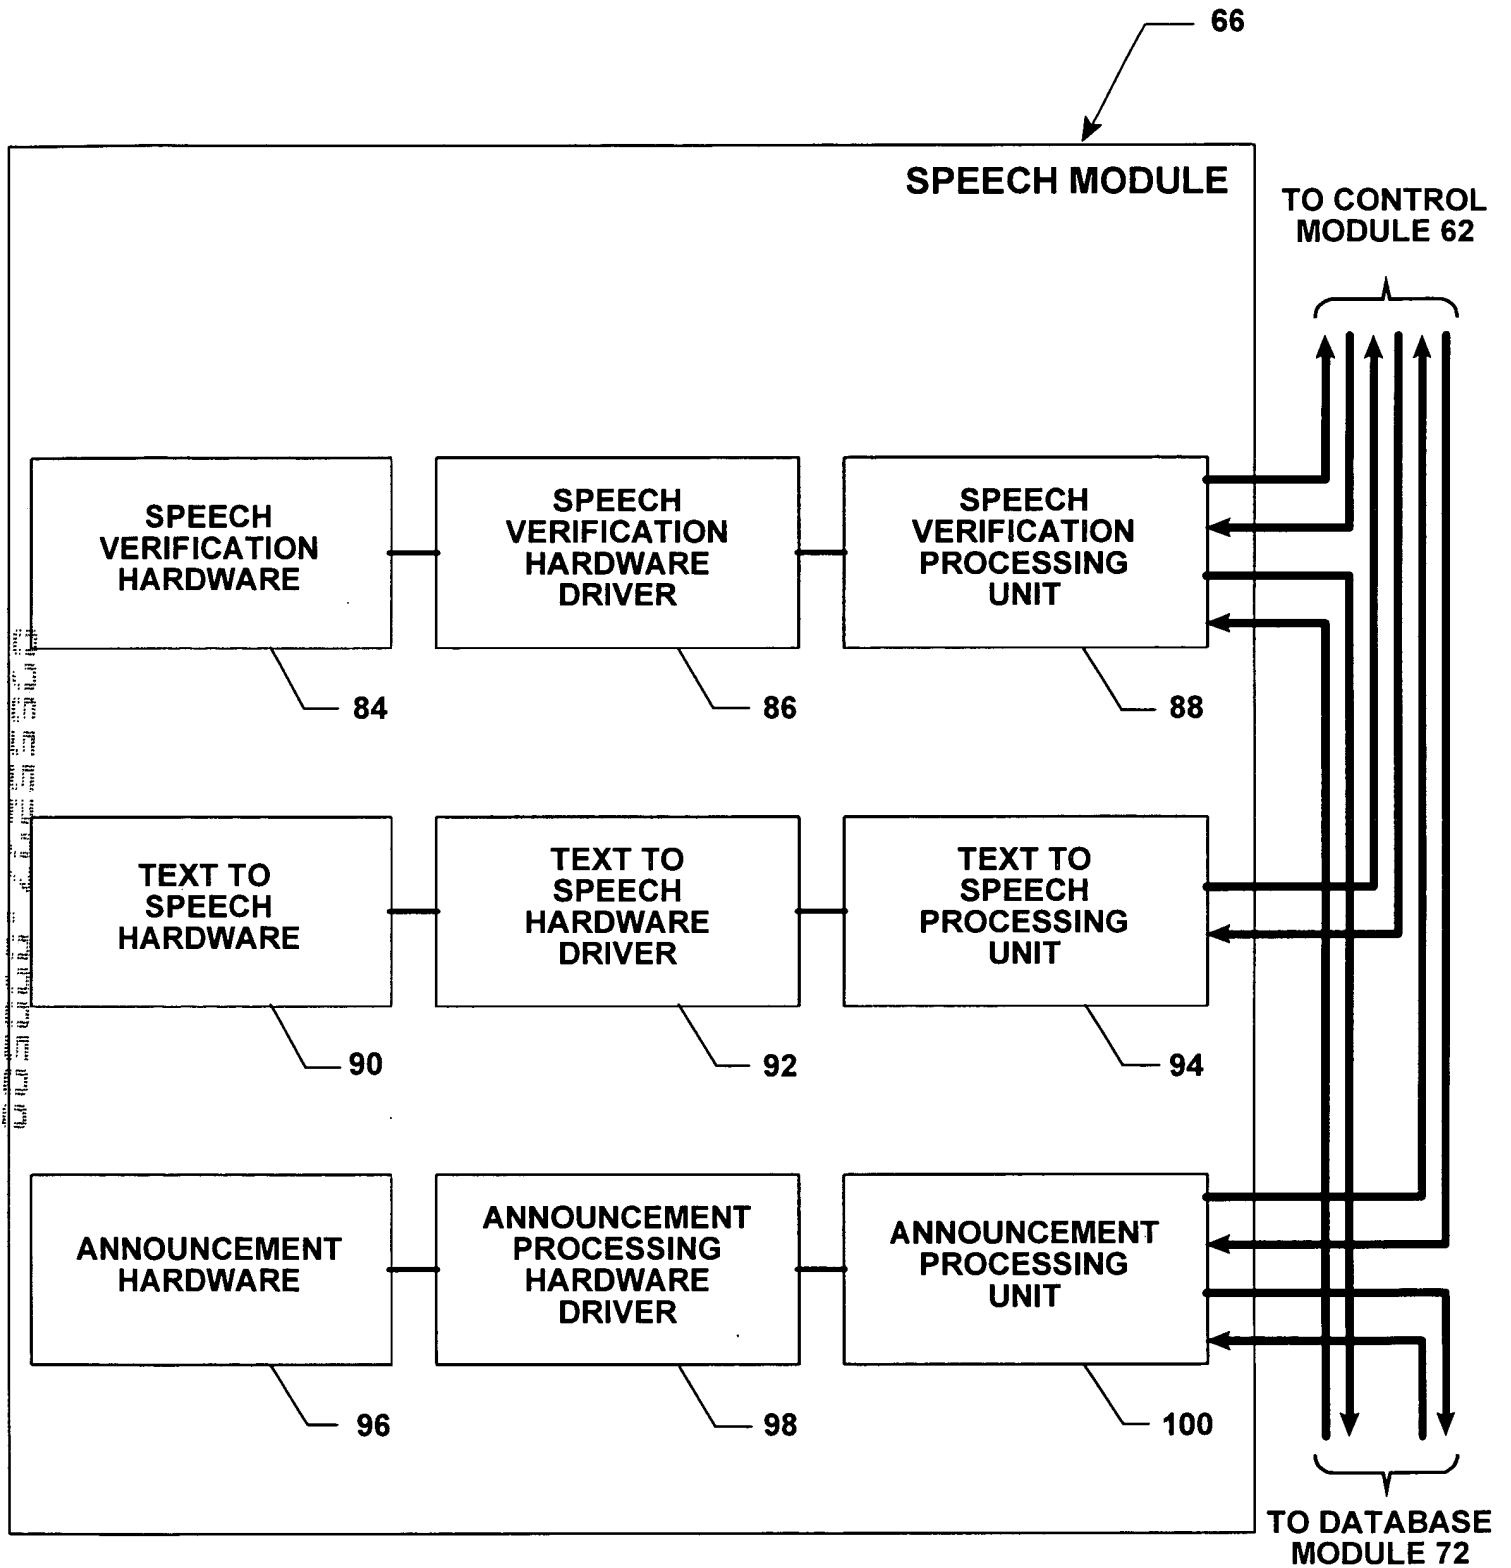 66
SPEECH MODULE
TO CONTROL
MODULE 62
SPEECH
VERIFICATION
HARDWARE
SPEECH
VERIFICATION
HARDWARE
DRIVER
SPEECH
VERIFICATION
PROCESSING
UNIT
84
86
88
TEXT TO
SPEECH
HARDWARE
TEXT TO
SPEECH
HARDWARE
DRIVER
TEXT TO
SPEECH
PROCESSING
UNIT
90
92
94
ANNOUNCEMENT
HARDWARE
ANNOUNCEMENT
PROCESSING
HARDWARE
DRIVER
ANNOUNCEMENT
PROCESSING
UNIT
96
98
100
TO DATABASE
MODULE 72